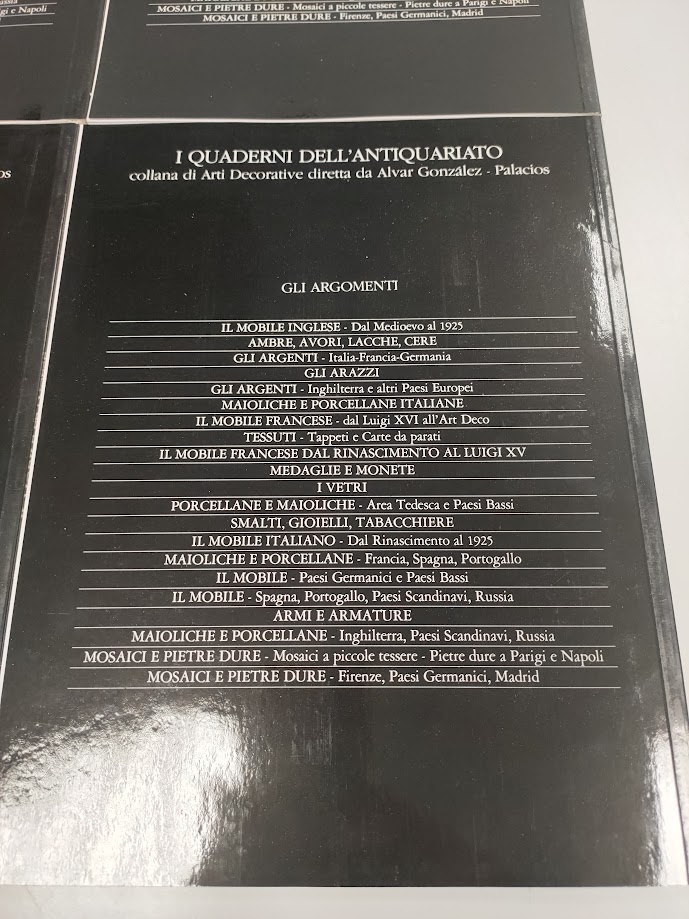 ssia
gi e Napoli
MOSAICI E PIETRE DURE - Mosaici a piccole tessere - Pietre dure a Parigi e Napoli
MOSAICI E PIETRE DURE - Firenze, Paesi Germanici, Madrid
os
I QUADERNI DELL'ANTIQUARIATO
collana di Arti Decorative diretta da Alvar González - Palacios
GLI ARGOMENTI
IL MOBILE INGLESE - Dal Medioevo al 1925
AMBRE, AVORI, LACCHE, CERE
GLI ARGENTI - Italia-Francia-Germania
GLI ARAZZI
GLI ARGENTI - Inghilterra e altri Paesi Europei
MAIOLICHE E PORCELLANE ITALIANE
IL MOBILE FRANCESE - dal Luigi XVI all'Art Deco
TESSUTI - Tappeti e Carte da parati
IL MOBILE FRANCESE DAL RINASCIMENTO AL LUIGI XV
MEDAGLIE E MONETE
I VETRI
PORCELLANE E MAIOLICHE - Area Tedesca e Paesi Bassi
SMALTI, GIOIELLI, TABACCHIERE
IL MOBILE ITALIANO - Dal Rinascimento al 1925
MAIOLICHE E PORCELLANE - Francia, Spagna, Portogallo
IL MOBILE - Paesi Germanici e Paesi Bassi
IL MOBILE - Spagna, Portogallo, Paesi Scandinavi, Russia
ARMI E ARMATURE
MAIOLICHE E PORCELLANE - Inghilterra, Paesi Scandinavi, Russia
MOSAICI E PIETRE DURE - Mosaici a piccole tessere - Pietre dure a Parigi e Napoli
MOSAICI E PIETRE DURE - Firenze, Paesi Germanici, Madrid